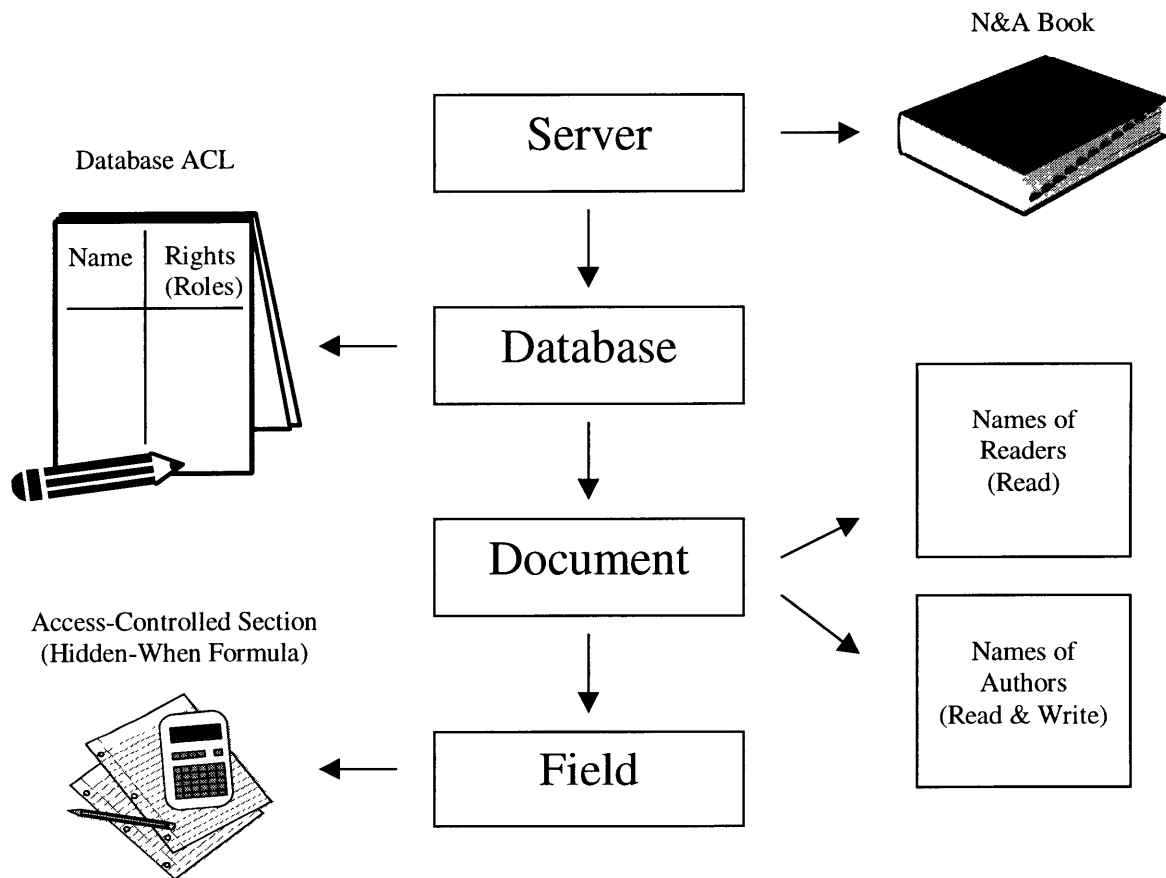 N&A Book
Server
Database ACL
Name
Rights
(Roles)
Database
Names of
Readers
(Read)
Document
Access-Controlled Section
(Hidden-When Formula)
Names of
Authors
(Read & Write)
Field